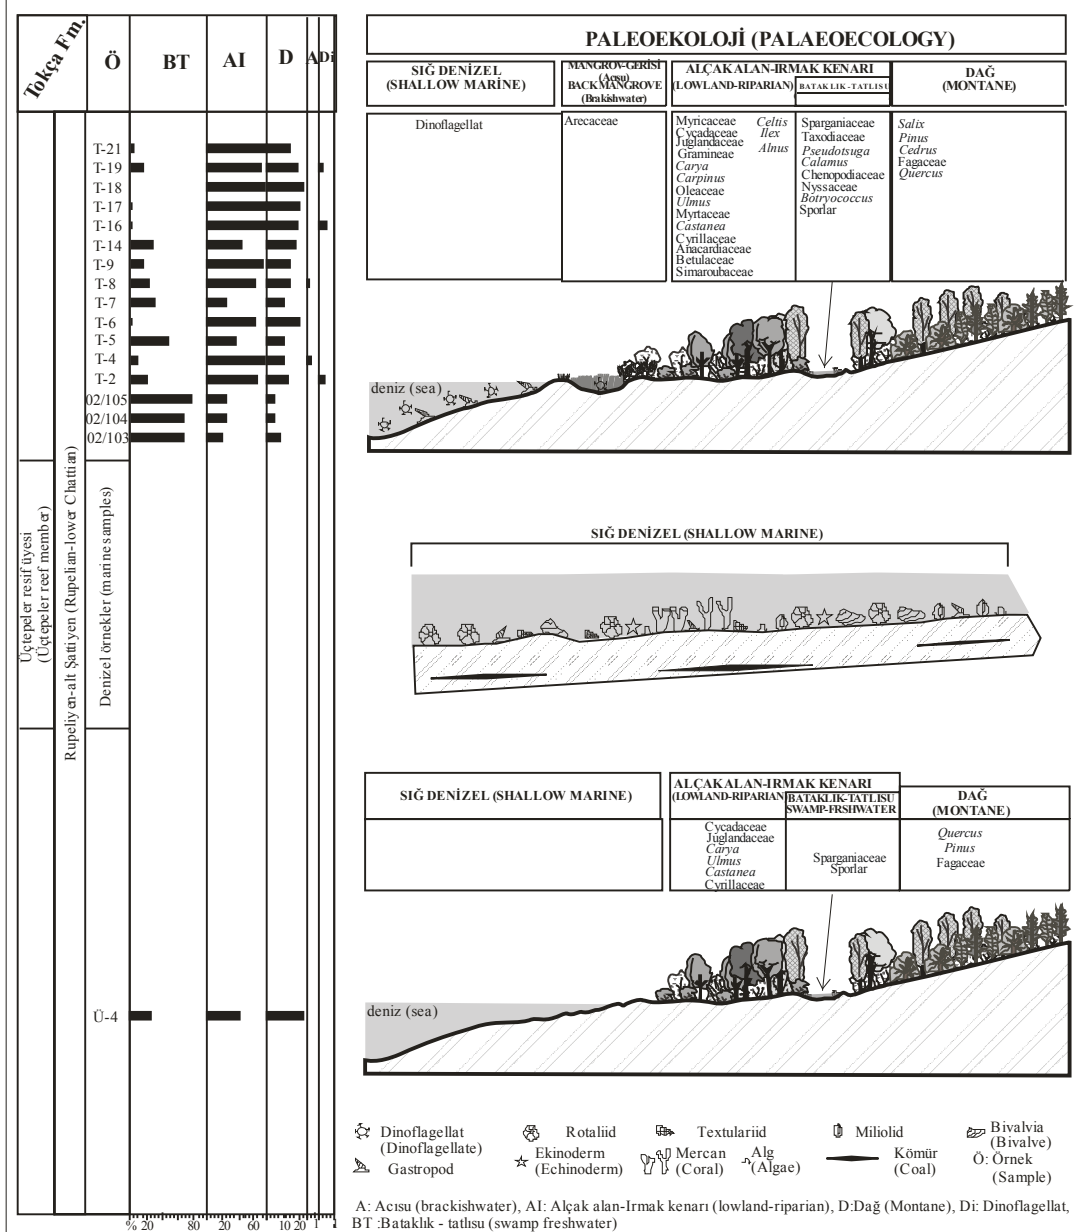 Tokça Fm.
Ö
BT
AI
D
A
Di
T-21
T-19
T-18
T-17
T-16
T-14
T-9
T-8
T-7
T-6
T-5
T-4
T-2
02/105
02/104
02/103
Üçtepeler resif üyesi
(Üçtepeler reef member)
Rupeliyen-alt Şattiyen (Rupelian-lower Chattian)
Denizel örnekler (marine samples)
Ü-4
% 20 80 20 60 10 20 1 1
PALEOEKOLOJİ (PALAEOECOLOGY)
SIĞ DENİZEL
(SHALLOW MARİNE)
MANGROV-GERİSİ
(Acısu)
BACKMANGROVE
(Brakishwater)
ALÇAK ALAN-IRMAK KENARI
(LOWLAND-RIPARIAN)
BATAKLIK-TATLISU
DAĞ
(MONTANE)
Dinoflagellat
Arecaceae
Myricaceae
Cycadaceae
Juglandaceae
Gramineae
Carya
Carpinus
Oleaceae
Ulmus
Myrtaceae
Castanea
Cyrillaceae
Anacardiaceae
Betulaceae
Simaroubaceae
Celtis
Ilex
Alnus
Sparganiaceae
Taxodiaceae
Pseudotsuga
Calamus
Chenopodiaceae
Nyssaceae
Botryococcus
Sporlar
Salix
Pinus
Cedrus
Fagaceae
Quercus
deniz (sea)
SIĞ DENİZEL (SHALLOW MARINE)
SIĞ DENİZEL (SHALLOW MARINE)
ALÇAK ALAN-IRMAK KENARI
(LOWLAND-RIPARIAN
BATAKLIK-TATLISU
SWAMP-FRSHWATER
DAĞ
(MONTANE)
Cycadaceae
Juglandaceae
Carya
Ulmus
Castanea
Cyrillaceae
Sparganiaceae
Sporlar
Quercus
Pinus
Fagaceae
deniz (sea)
Dinoflagellat
(Dinoflagellate)
Rotaliid
Textulariid
Miliolid
Bivalvia
(Bivalve)
Gastropod
Ekinoderm
(Echinoderm)
Mercan
(Coral)
Alg
(Algae)
Kömür
(Coal)
Ö: Örnek
(Sample)
A: Acısu (brackishwater), AI: Alçak alan-Irmak kenarı (lowland-riparian), D:Dağ (Montane), Di: Dinoflagellat,
BT :Bataklık - tatlısu (swamp freshwater)